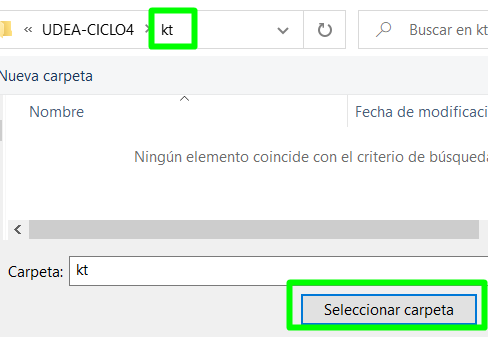 « UDEA-CICLO4 > kt
Buscar en kt
Nueva carpeta
Nombre
Fecha de modificaci
Ningún elemento coincide con el criterio de búsqueda
Carpeta: kt
Seleccionar carpeta